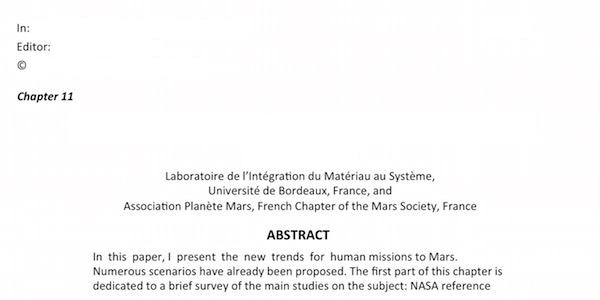 In:
Editor:
©
Chapter 11
Laboratoire de l'Intégration du Matériau au Système,
Université de Bordeaux, France, and
Association Planète Mars, French Chapter of the Mars Society, France
ABSTRACT
In this paper, I present the new trends for human missions to Mars.
Numerous scenarios have already been proposed. The first part of this chapter is
dedicated to a brief survey of the main studies on the subject: NASA reference